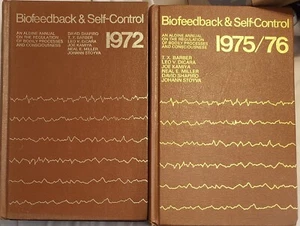 Biofeedback & Self-Control
1972
AN ALDINE ANNUAL
ON THE REGULATION
OF BODILY PROCESSES
AND CONSCIOUSNESS
DAVID SHAPIRO
T. X. BARBER
LEO V. DICARA
JOE KAMIYA
NEAL E. MILLER
JOHANN STOYVA
Biofeedback & Self-Control
1975/76
AN ALDINE ANNUAL
ON THE REGULATION
OF BODILY PROCESSES
AND CONSCIOUSNESS
T. X. BARBER
LEO V. DICARA
JOE KAMIYA
NEAL E. MILLER
DAVID SHAPIRO
JOHANN STOYVA